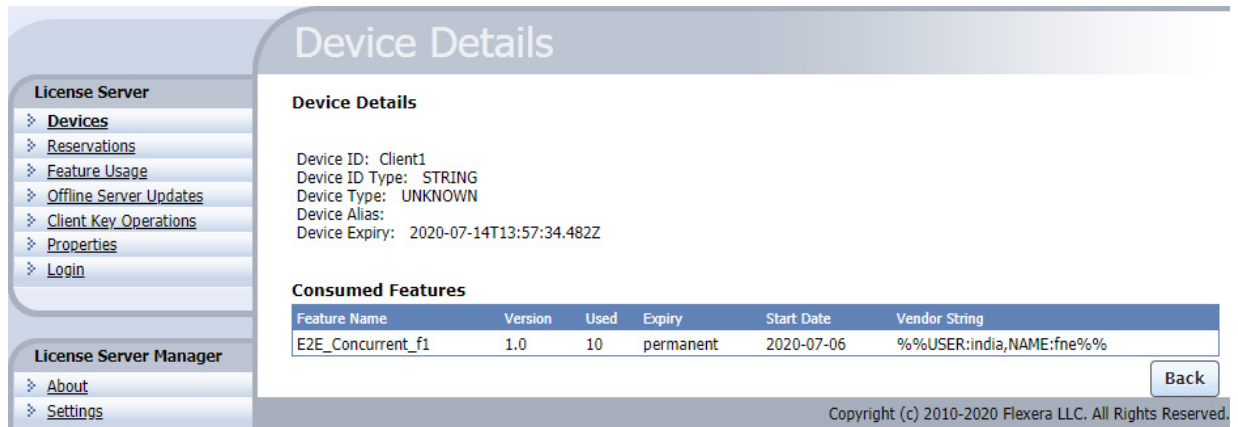 Device Details
License Server
Devices
Reservations
Feature Usage
Offline Server Updates
Client Key Operations
Properties
Login
License Server Manager
About
Settings
Device Details
Device ID: Client1
Device ID Type: STRING
Device Type: UNKNOWN
Device Alias:
Device Expiry: 2020-07-14T13:57:34.482Z
Consumed Features
Feature Name Version Used Expiry Start Date Vendor String
E2E_Concurrent_f1 1.0 10 permanent 2020-07-06 %%USER:india,NAME:fne%%
Back
Copyright (c) 2010-2020 Flexera LLC. All Rights Reserved.